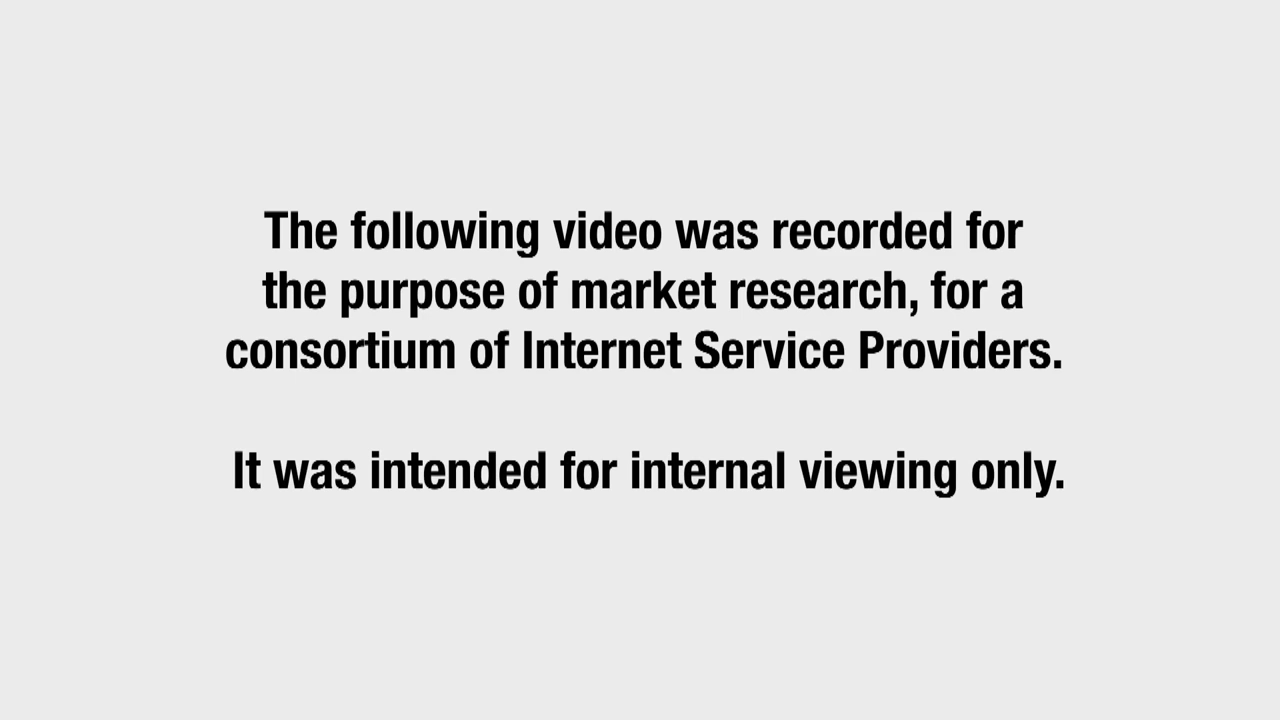 The following video was recorded for
the purpose of market research, for a
consortium of Internet Service Providers.
It was intended for internal viewing only.